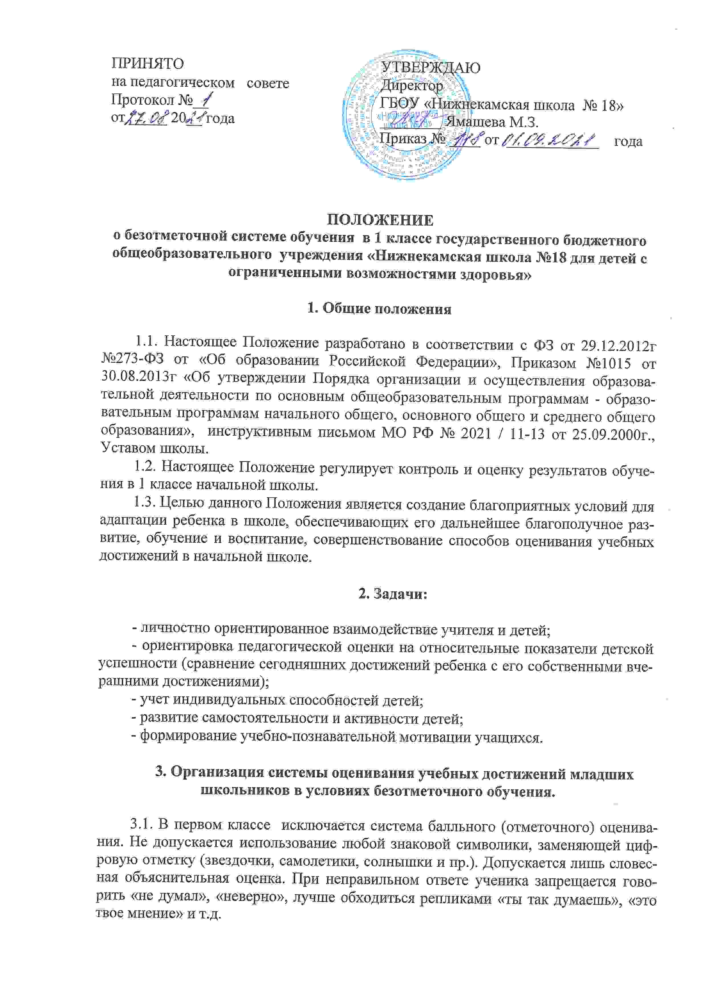 ПРИНЯТО
на педагогическом совете
Протокол № 1
от 27.08 2021 года
УТВЕРЖДАЮ
Директор
ГБОУ «Нижнекамская школа № 18»
Ямашева М.З.
Приказ № 118 от 01.09.2021 года
«Нижнекамская
школа №18»
ПОЛОЖЕНИЕ
о безотметочной системе обучения в 1 классе государственного бюджетного
общеобразовательного учреждения «Нижнекамская школа №18 для детей с
ограниченными возможностями здоровья»
1. Общие положения
1.1. Настоящее Положение разработано в соответствии с ФЗ от 29.12.2012г
№273-ФЗ от «Об образовании Российской Федерации», Приказом №1015 от
30.08.2013г «Об утверждении Порядка организации и осуществления образова-
тельной деятельности по основным общеобразовательным программам - образо-
вательным программам начального общего, основного общего и среднего общего
образования», инструктивным письмом МО РФ № 2021 / 11-13 от 25.09.2000г.,
Уставом школы.
1.2. Настоящее Положение регулирует контроль и оценку результатов обуче-
ния в 1 классе начальной школы.
1.3. Целью данного Положения является создание благоприятных условий для
адаптации ребенка в школе, обеспечивающих его дальнейшее благополучное раз-
витие, обучение и воспитание, совершенствование способов оценивания учебных
достижений в начальной школе.
2. Задачи:
- личностно ориентированное взаимодействие учителя и детей;
- ориентировка педагогической оценки на относительные показатели детской
успешности (сравнение сегодняшних достижений ребенка с его собственными вче-
рашними достижениями);
- учет индивидуальных способностей детей;
- развитие самостоятельности и активности детей;
- формирование учебно-познавательной мотивации учащихся.
3. Организация системы оценивания учебных достижений младших
школьников в условиях безотметочного обучения.
3.1. В первом классе исключается система балльного (отметочного) оценива-
ния. Не допускается использование любой знаковой символики, заменяющей циф-
ровую отметку (звездочки, самолетики, солнышки и пр.). Допускается лишь словес-
ная объяснительная оценка. При неправильном ответе ученика запрещается гово-
рить «не думал», «неверно», лучше обходиться репликами «ты так думаешь», «это
твое мнение» и т.д.